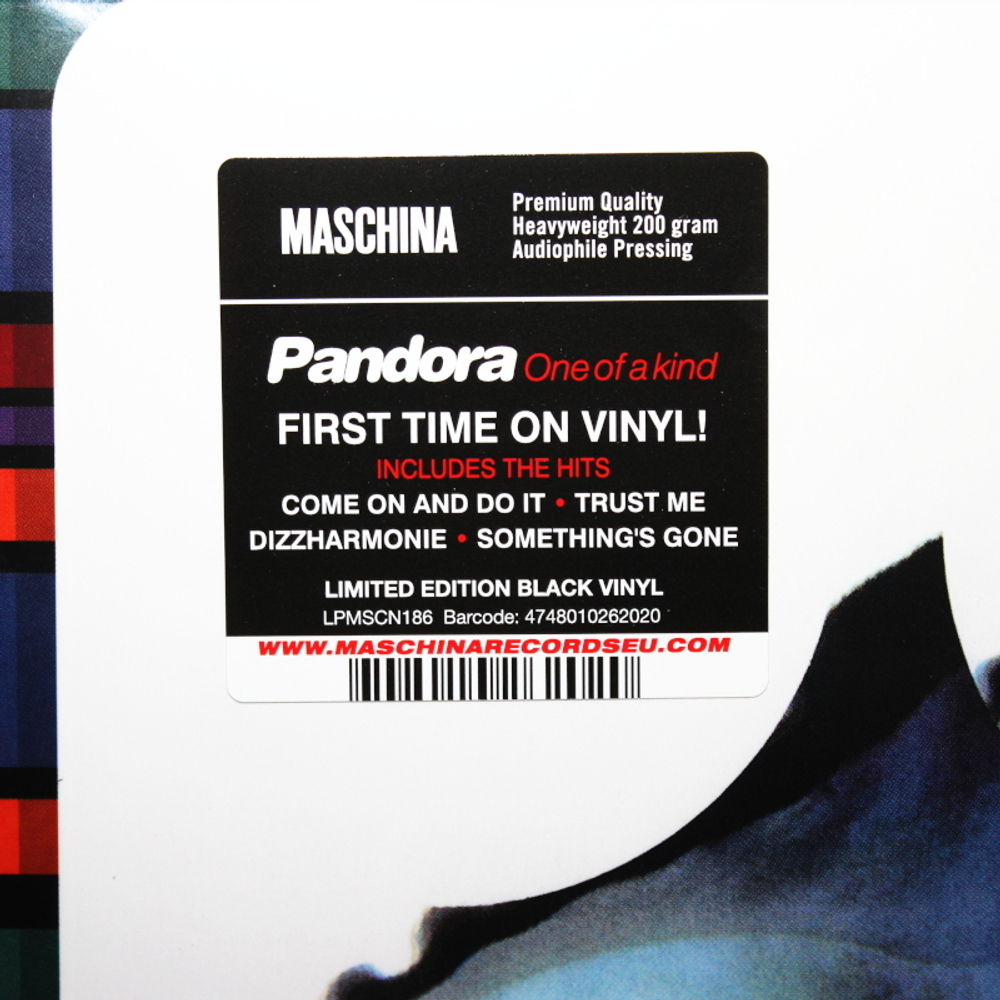 MASCHINA
Premium Quality
Heavyweight 200 gram
Audiophile Pressing
Pandora One of a kind
FIRST TIME ON VINYL!
INCLUDES THE HITS
COME ON AND DO IT • TRUST ME
DIZZHARMONIE • SOMETHING'S GONE
LIMITED EDITION BLACK VINYL
LPMSCN186 Barcode: 4748010262020
WWW.MASCHINARECORDSEU.COM